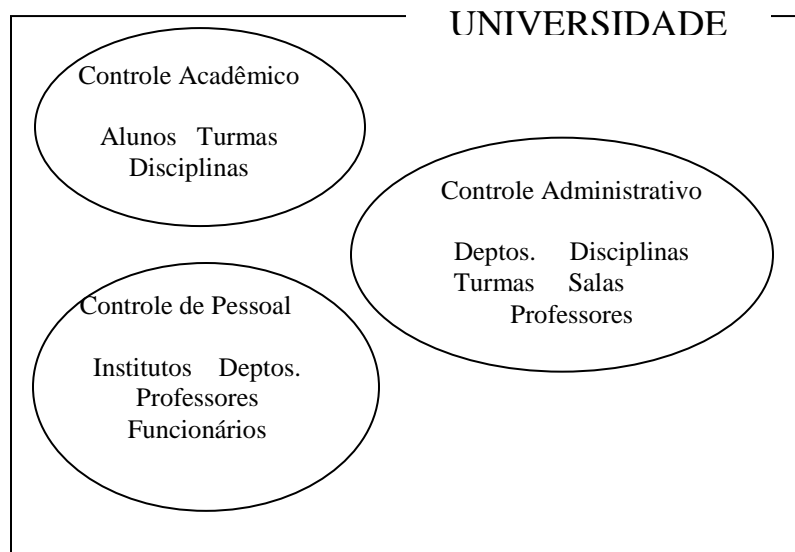 UNIVERSIDADE
Controle Acadêmico
Alunos Turmas
Disciplinas
Controle Administrativo
Deptos. Disciplinas
Turmas Salas
Professores
Controle de Pessoal
Institutos Deptos.
Professores
Funcionários